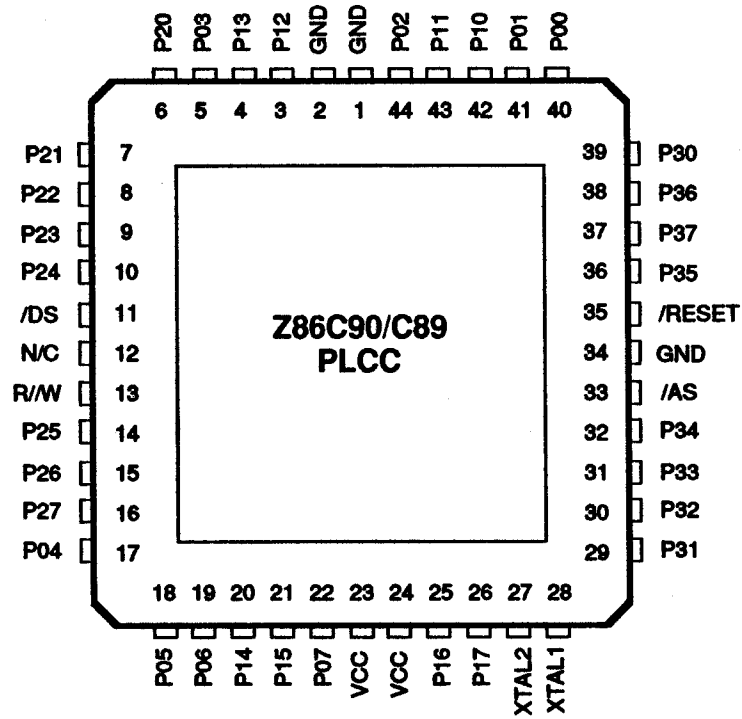 P20 P03 P13 P12 GND GND P02 P11 P10 P01 P00
6 5 4 3 2 1 44 43 42 41 40
P21 7 39 P30
P22 8 38 P36
P23 9 37 P37
P24 10 36 P35
/DS 11 35 /RESET
Z86C90/C89
N/C 12 34 GND
PLCC
R//W 13 33 /AS
P25 14 32 P34
P26 15 31 P33
P27 16 30 P32
P04 17 29 P31
18 19 20 21 22 23 24 25 26 27 28
P05 P06 P14 P15 P07 VCC VCC P16 P17 XTAL2 XTAL1